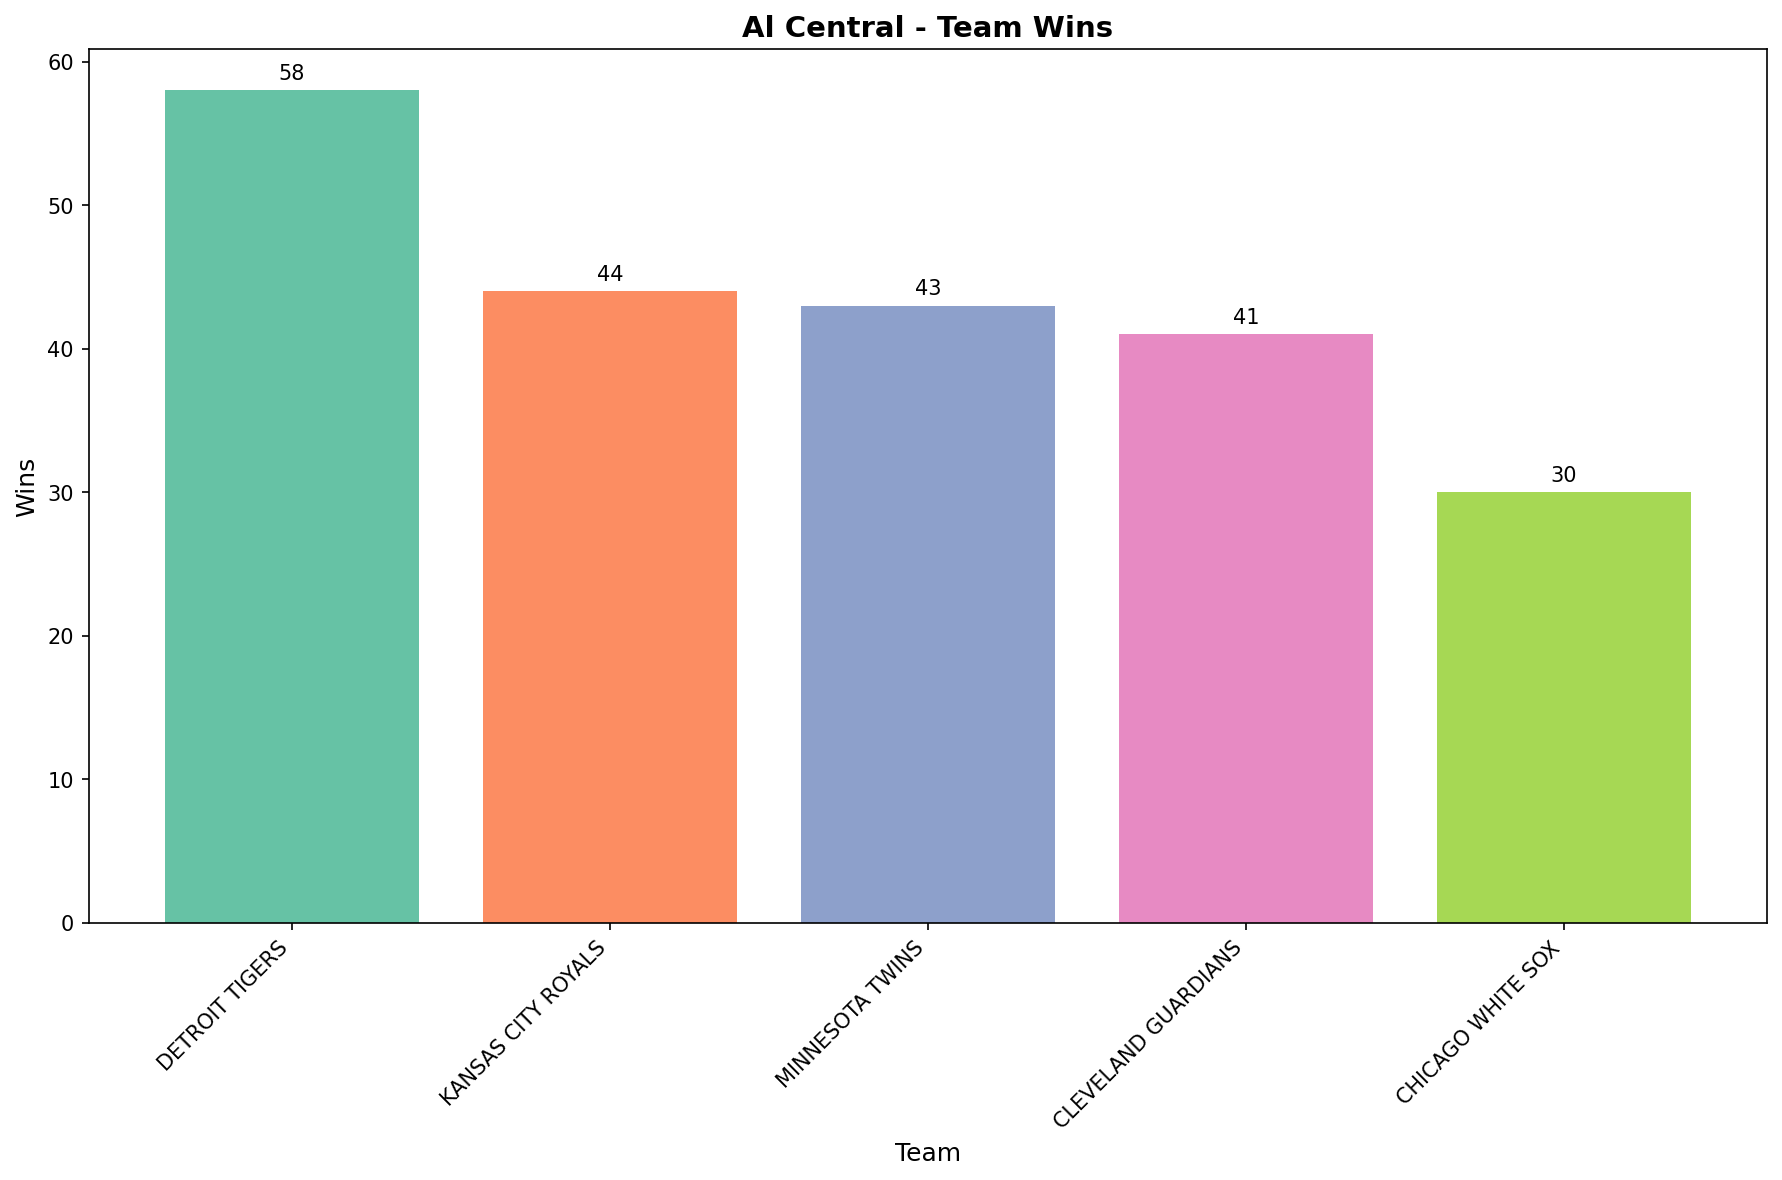 Al Central - Team Wins
60
50
40
30
20
10
0
Wins
58
44
43
41
30
DETROIT TIGERS
KANSAS CITY ROYALS
MINNESOTA TWINS
CLEVELAND GUARDIANS
CHICAGO WHITE SOX
Team